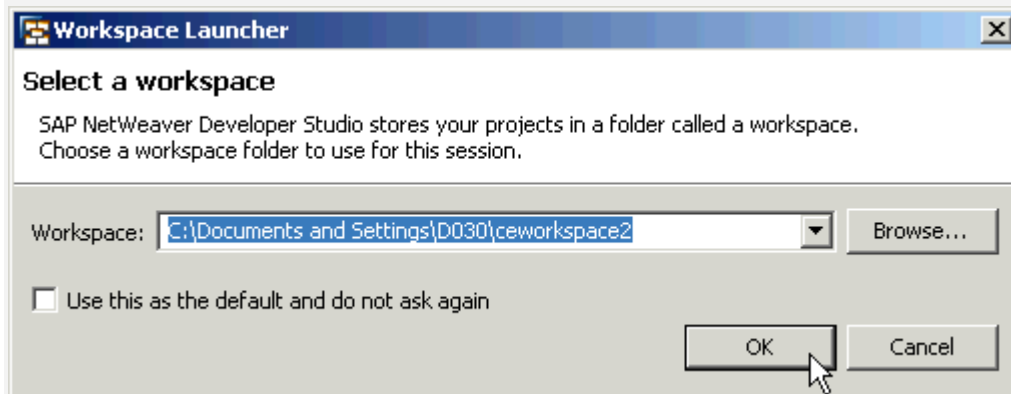 Workspace Launcher
Select a workspace
SAP NetWeaver Developer Studio stores your projects in a folder called a workspace.
Choose a workspace folder to use for this session.
Workspace: C:\Documents and Settings\D030\ceworkspace2 Browse...
Use this as the default and do not ask again
OK Cancel